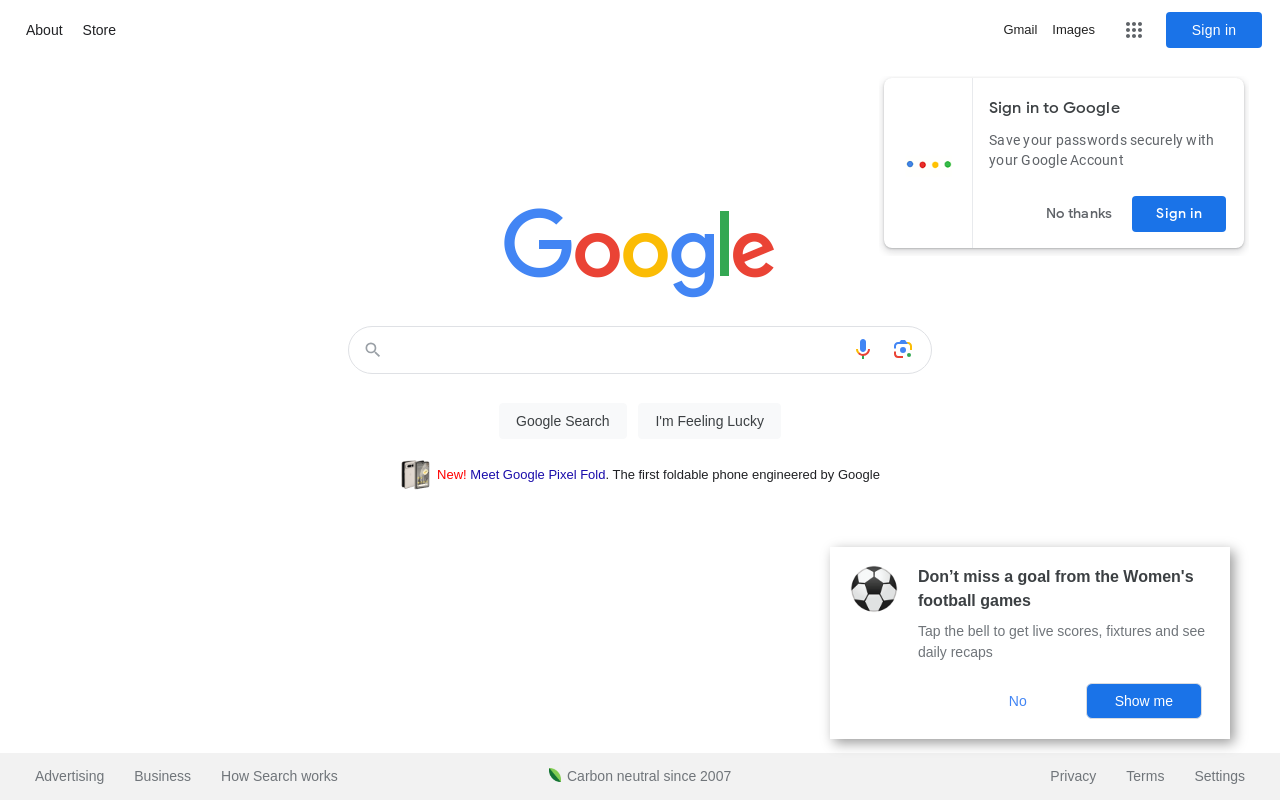 About Store Gmail Images Sign in
Sign in to Google
Save your passwords securely with
your Google Account
No thanks Sign in
Google
Google Search I'm Feeling Lucky
New! Meet Google Pixel Fold. The first foldable phone engineered by Google
Don’t miss a goal from the Women's
football games
Tap the bell to get live scores, fixtures and see
daily recaps
No Show me
Advertising Business How Search works Carbon neutral since 2007 Privacy Terms Settings